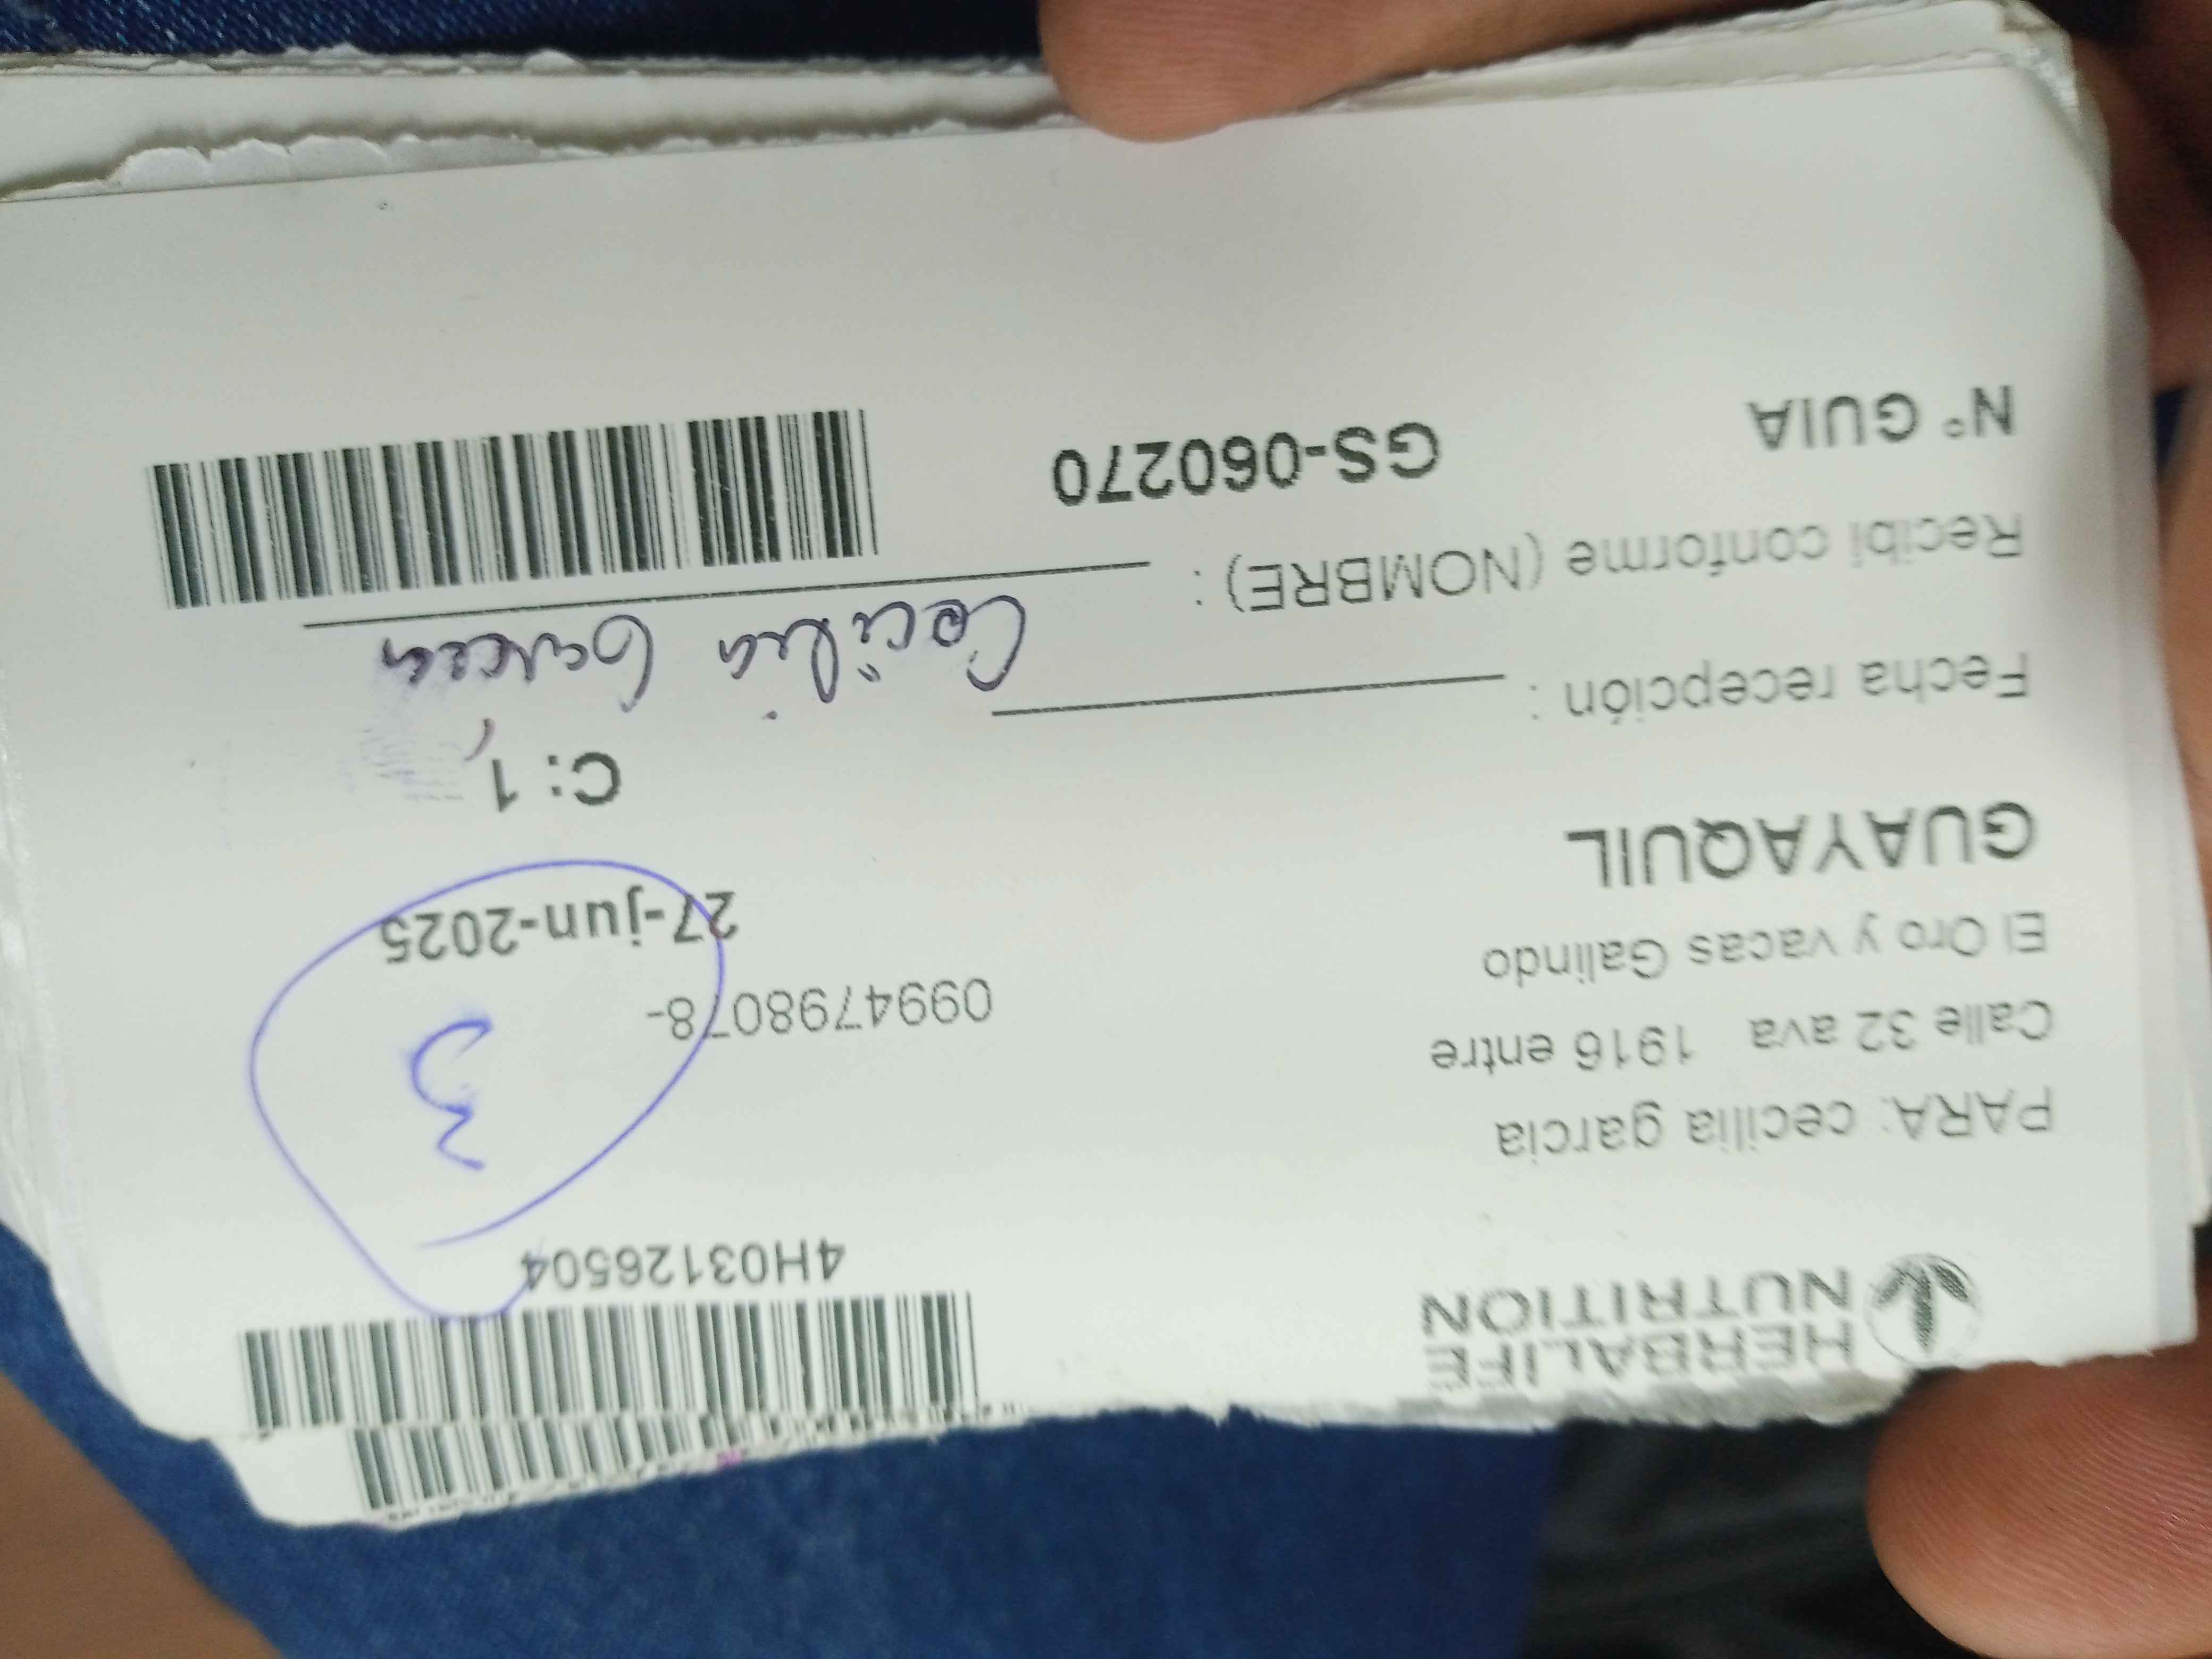 HERBALIFE
NUTRITION
4H03126504
PARA: cecilia garcia
3
Calle 32 ava 1916 entre
0994798078-
El Oro y vacas Galindo
27-jun-2025
GUAYAQUIL
C: 1
Fecha recepción :
Cecilia Garcia
Recibí conforme (NOMBRE) :
N° GUIA GS-060270